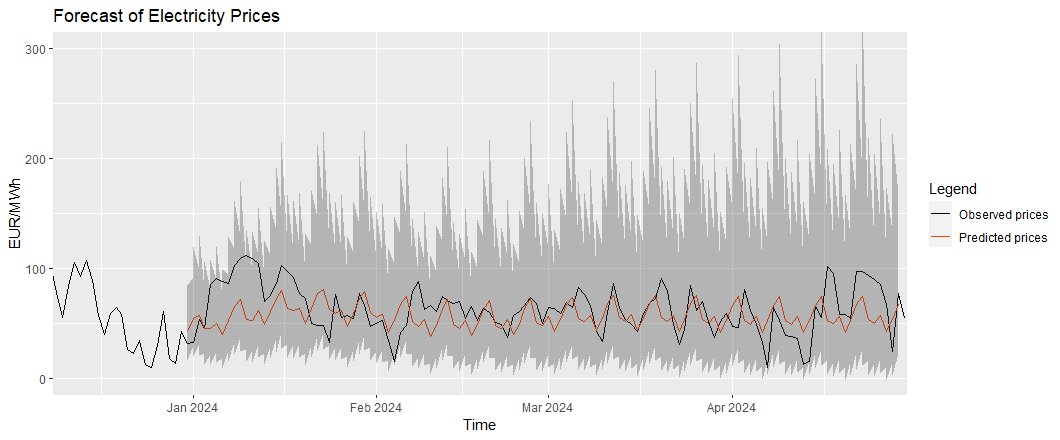 Forecast of Electricity Prices
EUR/MWh
300
200
100
0
Jan 2024
Feb 2024
Mar 2024
Apr 2024
Time
Legend
Observed prices
Predicted prices